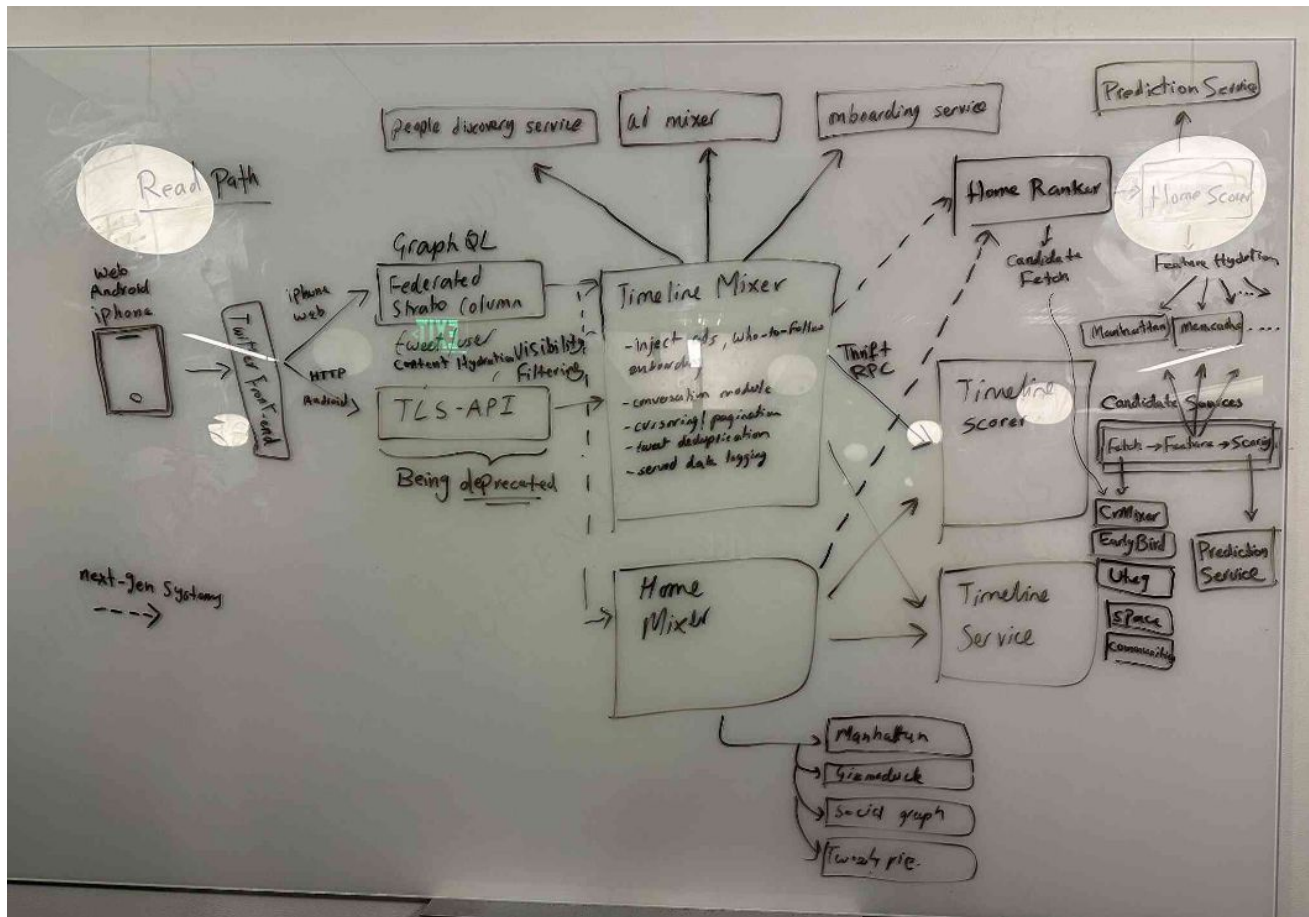 Read Path
people discovery service
ad mixer
onboarding service
Prediction Service
Home Ranker
Home Scorer
Candidate
Fetch
Feature Hydration
Manhattan
memcache
....
Web
Android
iPhone
Twitter Frontend
iphone
web
HTTP
Android
GraphQL
Federated
Strato Column
tweet/user
Content Hydration
Visibility
Filtering
TLS-API
Being deprecated
Timeline Mixer
- inject ads, who-to-follow
onboarding
- conversation module
- cursoring/pagination
- tweet deduplication
- served data logging
Thrift
RPC
Timeline
Scorer
Candidate Sources
Fetch → Feature → Scoring
CrMixer
EarlyBird
Uteg
Space
Communities
Prediction
Service
next-gen Systems
Home
Mixer
Timeline
Service
Manhattan
Gizmoduck
Social graph